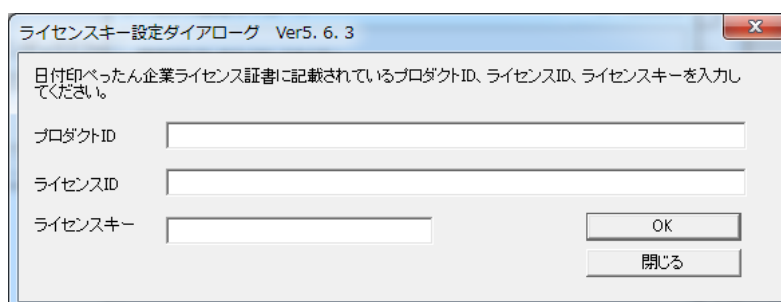 ライセンスキー設定ダイアローグ Ver5. 6. 3
日付印ぺったん企業ライセンス証書に記載されているプロダクトID、ライセンスID、ライセンスキーを入力し
てください。
プロダクトID
ライセンスID
ライセンスキー
OK
閉じる